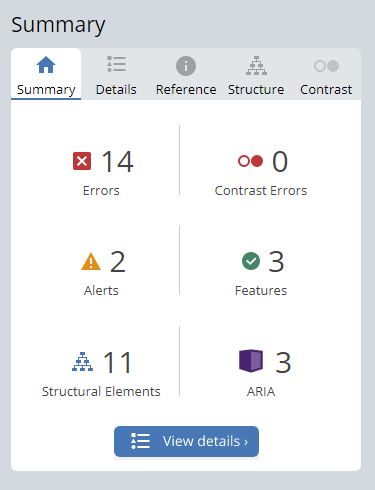 Summary
Summary Details Reference Structure Contrast
14 0
Errors Contrast Errors
2 3
Alerts Features
11 3
Structural Elements ARIA
View details ›